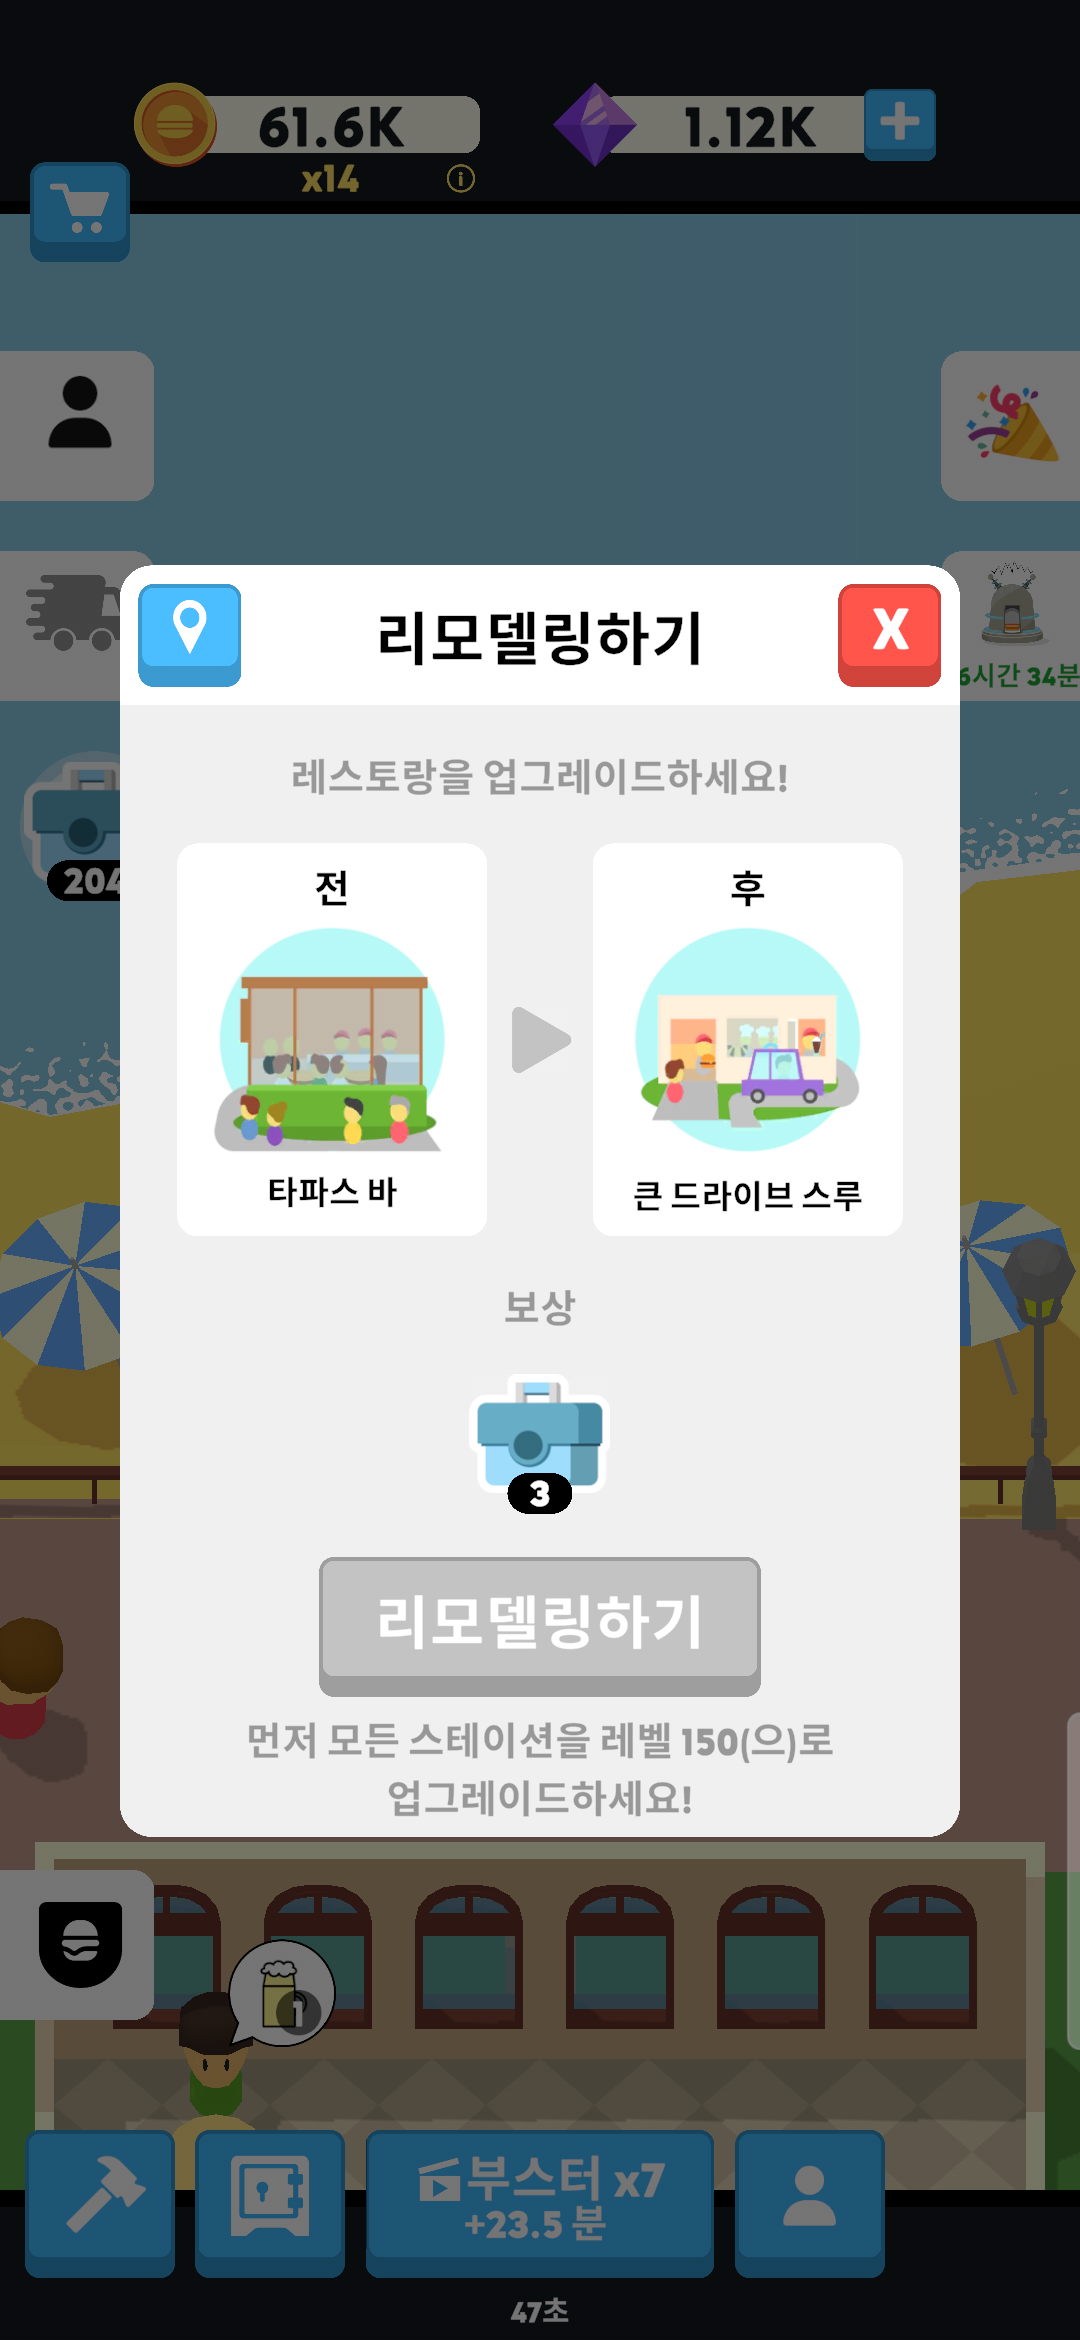 61.6K
1.12K
x14
리모델링하기
X
6시간 34분
레스토랑을 업그레이드하세요!
204
전
후
타파스 바
큰 드라이브 스루
보상
3
리모델링하기
먼저 모든 스테이션을 레벨 150(으)로
업그레이드하세요!
1
부스터 x7
+23.5 분
47초